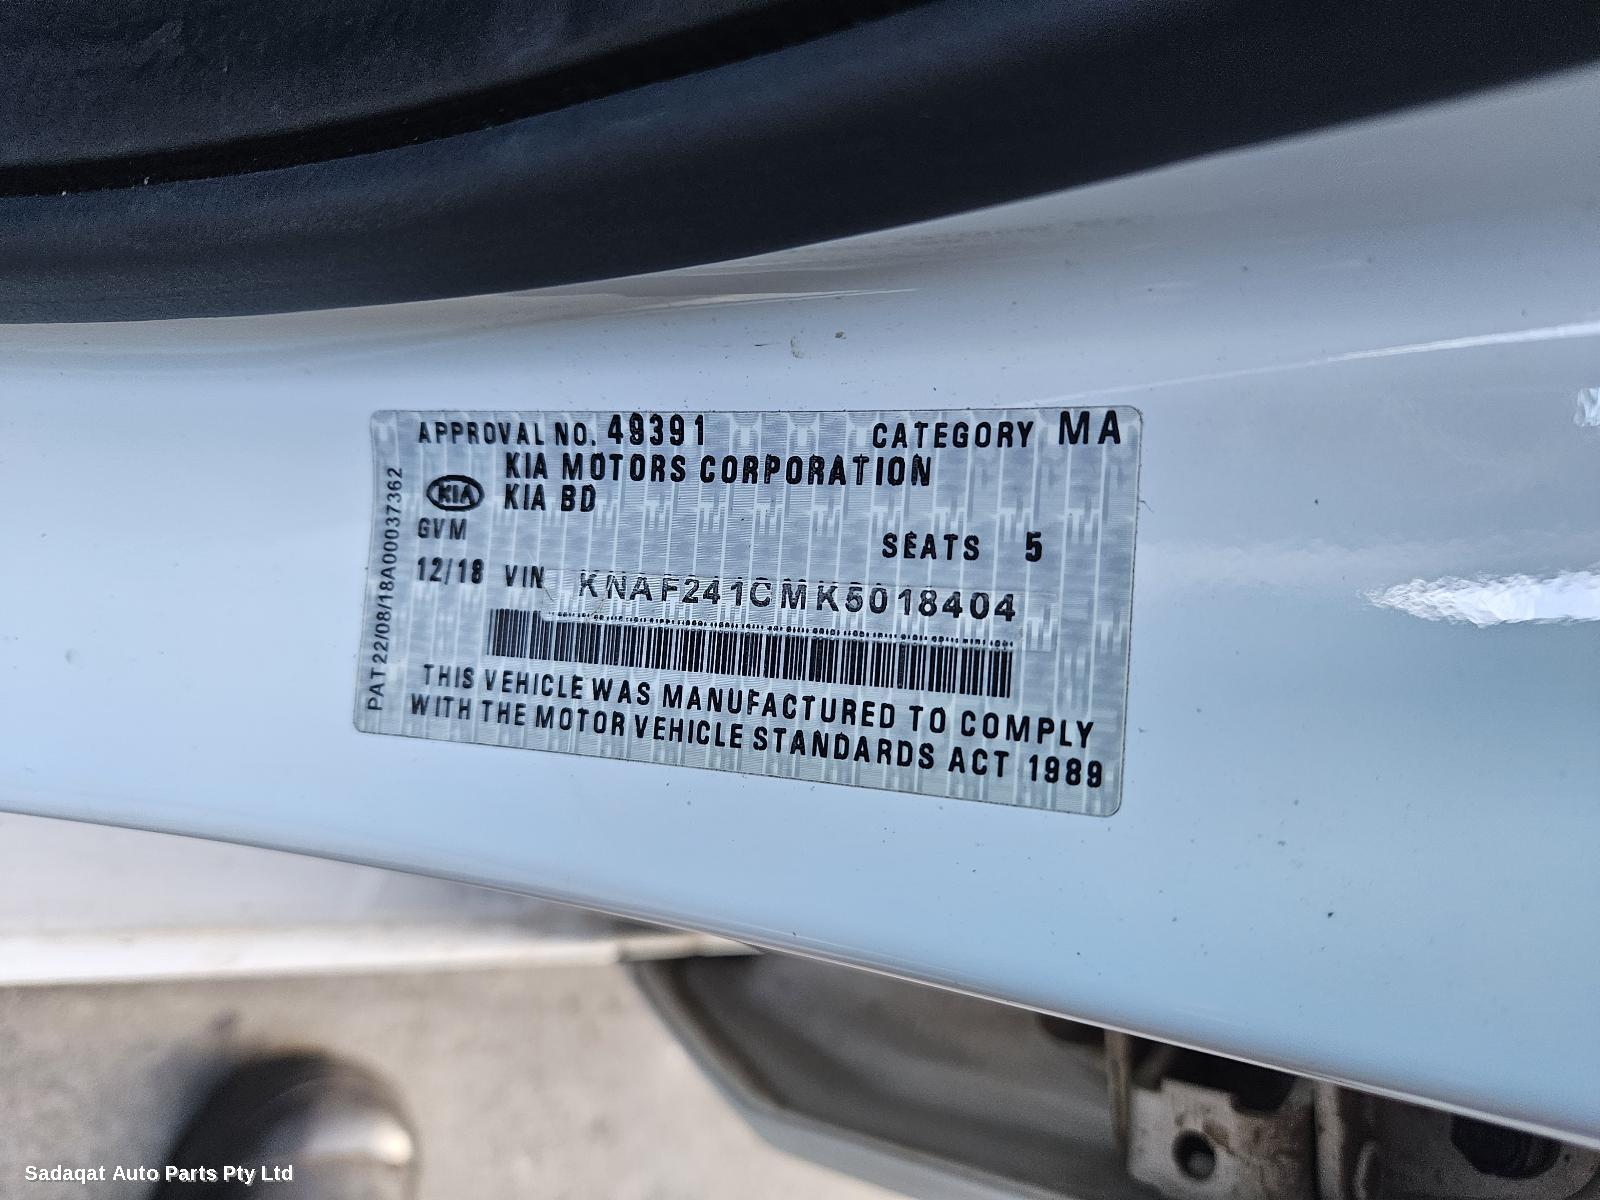 APPROVAL NO. 49391 CATEGORY MA
KIA MOTORS CORPORATION
KIA KIA BD
GVM
SEATS 5
12/18 VIN KNAF241CMK5018404
THIS VEHICLE WAS MANUFACTURED TO COMPLY
WITH THE MOTOR VEHICLE STANDARDS ACT 1989
PAT22/08/18A00037362
Sadaqat Auto Parts Pty Ltd